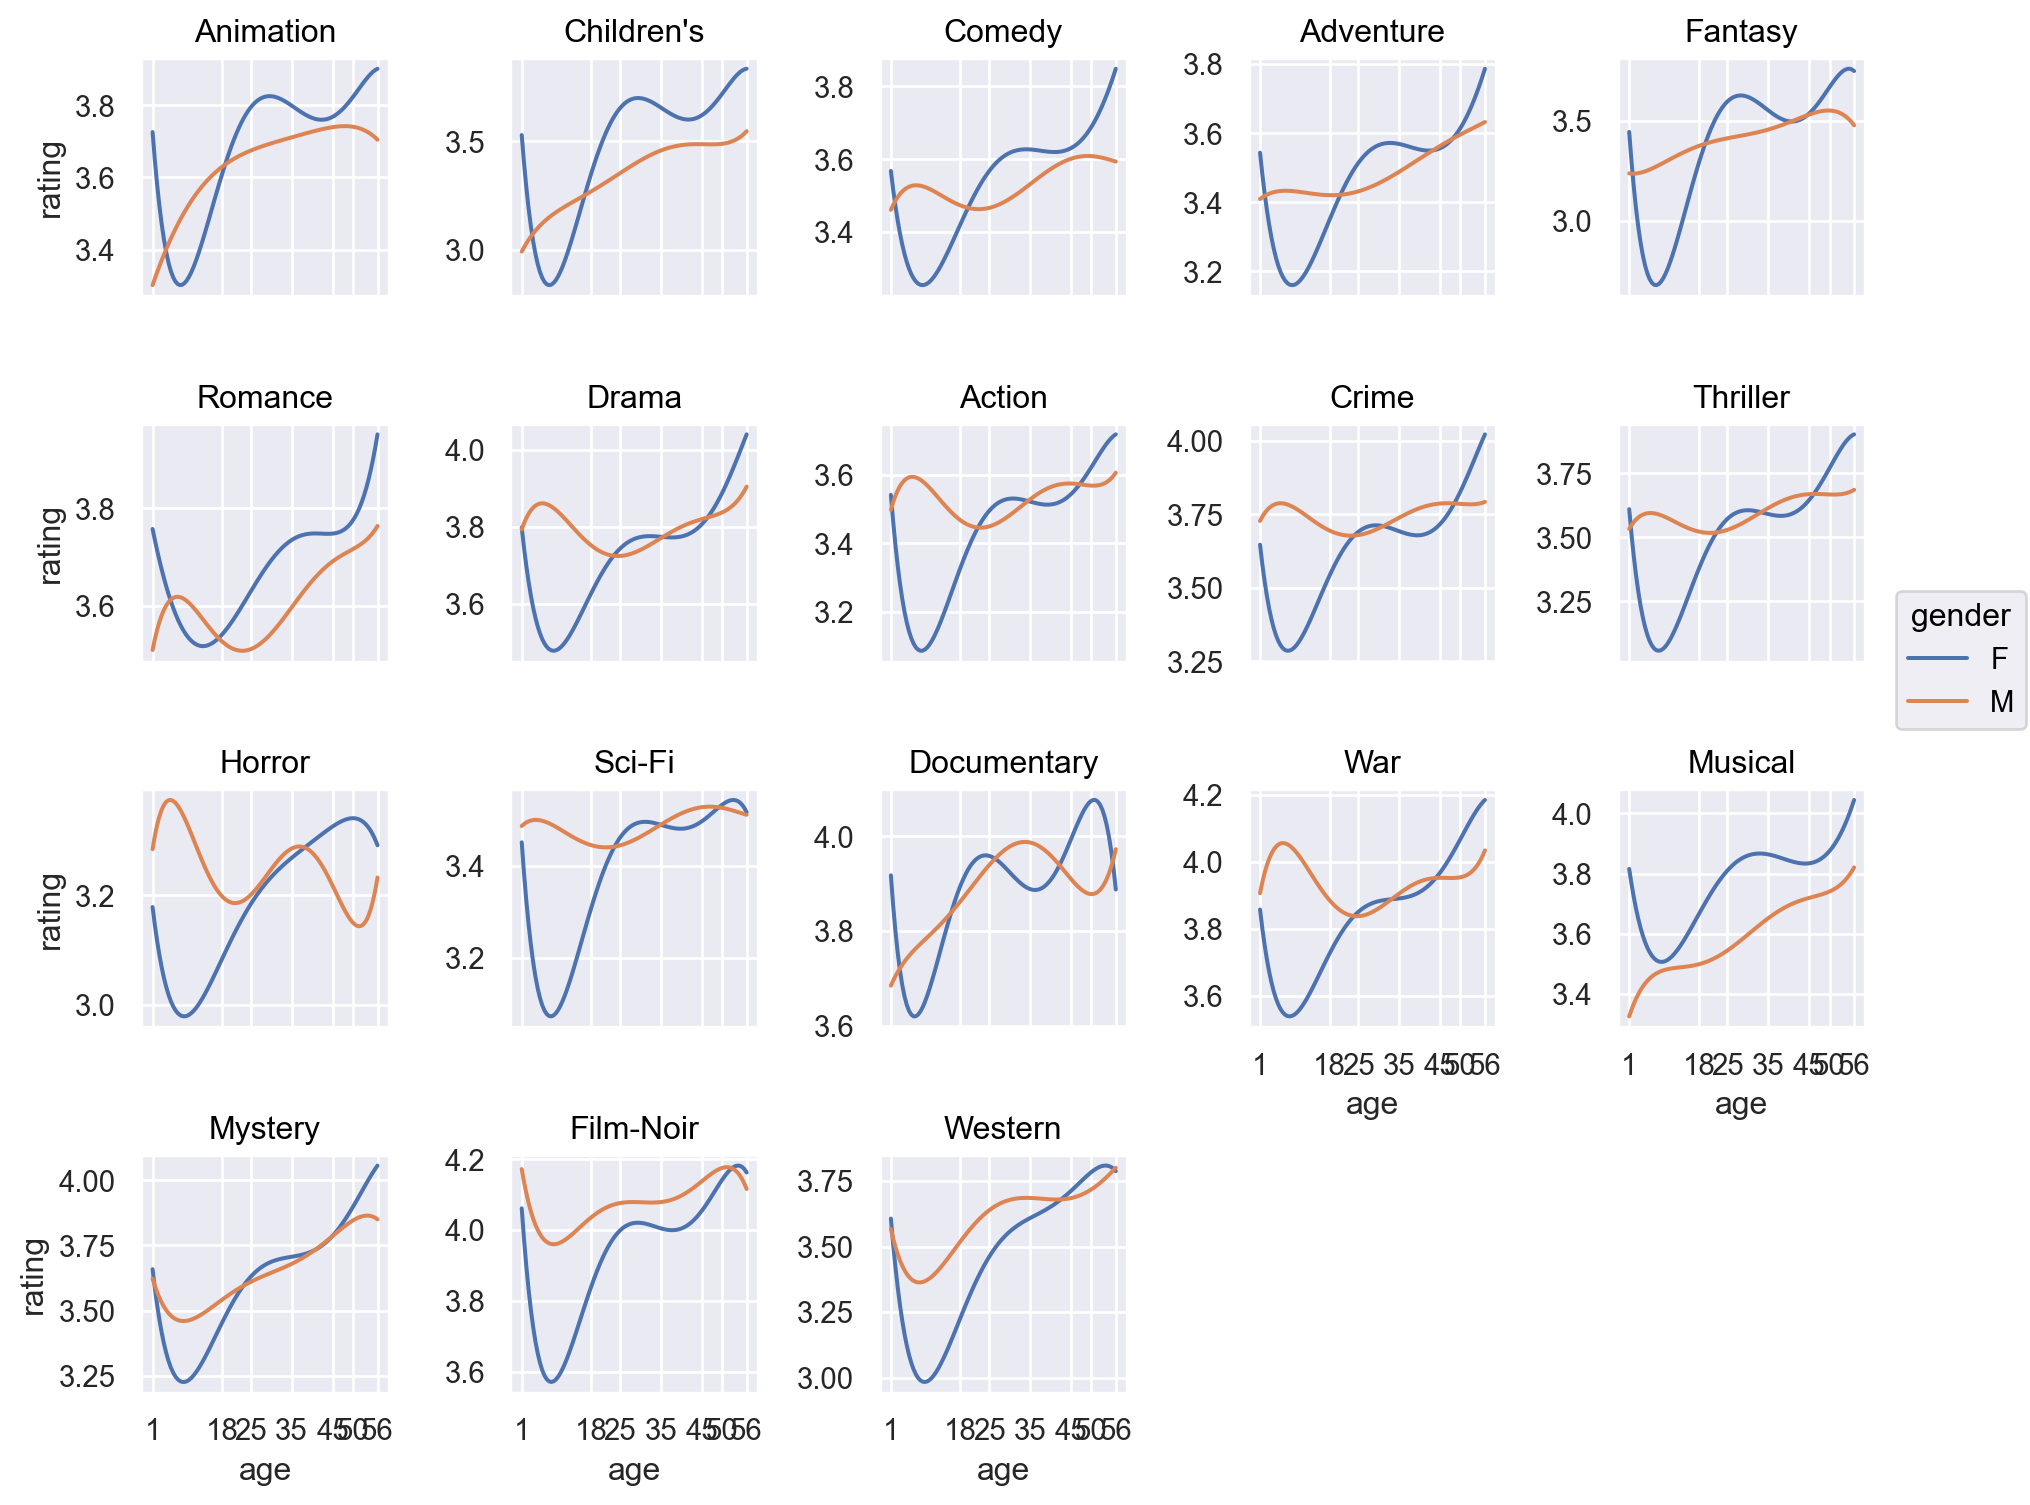 Animation Children's Comedy Adventure Fantasy
rating
3.8
3.6
3.4
3.5
3.0
3.8
3.6
3.4
3.8
3.6
3.4
3.2
3.5
3.0
Romance Drama Action Crime Thriller
rating
3.8
3.6
4.0
3.8
3.6
3.6
3.4
3.2
4.00
3.75
3.50
3.25
3.75
3.50
3.25
gender
F
M
Horror Sci-Fi Documentary War Musical
rating
3.2
3.0
3.4
3.2
4.0
3.8
3.6
4.2
4.0
3.8
3.6
4.0
3.8
3.6
3.4
1 18 25 35 45 50 56
age
1 18 25 35 45 50 56
age
Mystery Film-Noir Western
rating
4.00
3.75
3.50
3.25
4.2
4.0
3.8
3.6
3.75
3.50
3.25
3.00
1 18 25 35 45 50 56
age
1 18 25 35 45 50 56
age
1 18 25 35 45 50 56
age